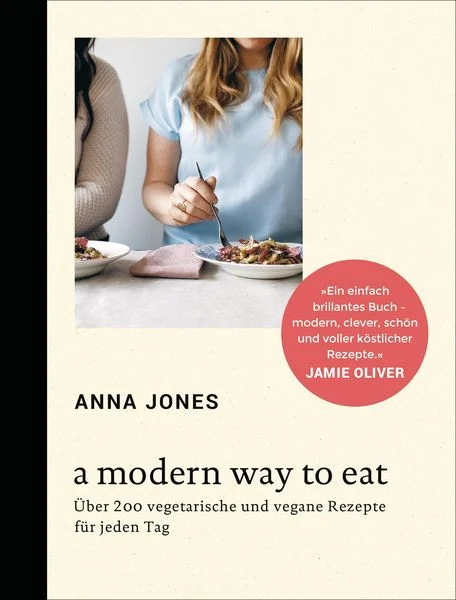 »Ein einfach
brillantes Buch –
modern, clever, schön
und voller köstlicher
Rezepte.«
JAMIE OLIVER
ANNA JONES
a modern way to eat
Über 200 vegetarische und vegane Rezepte
für jeden Tag